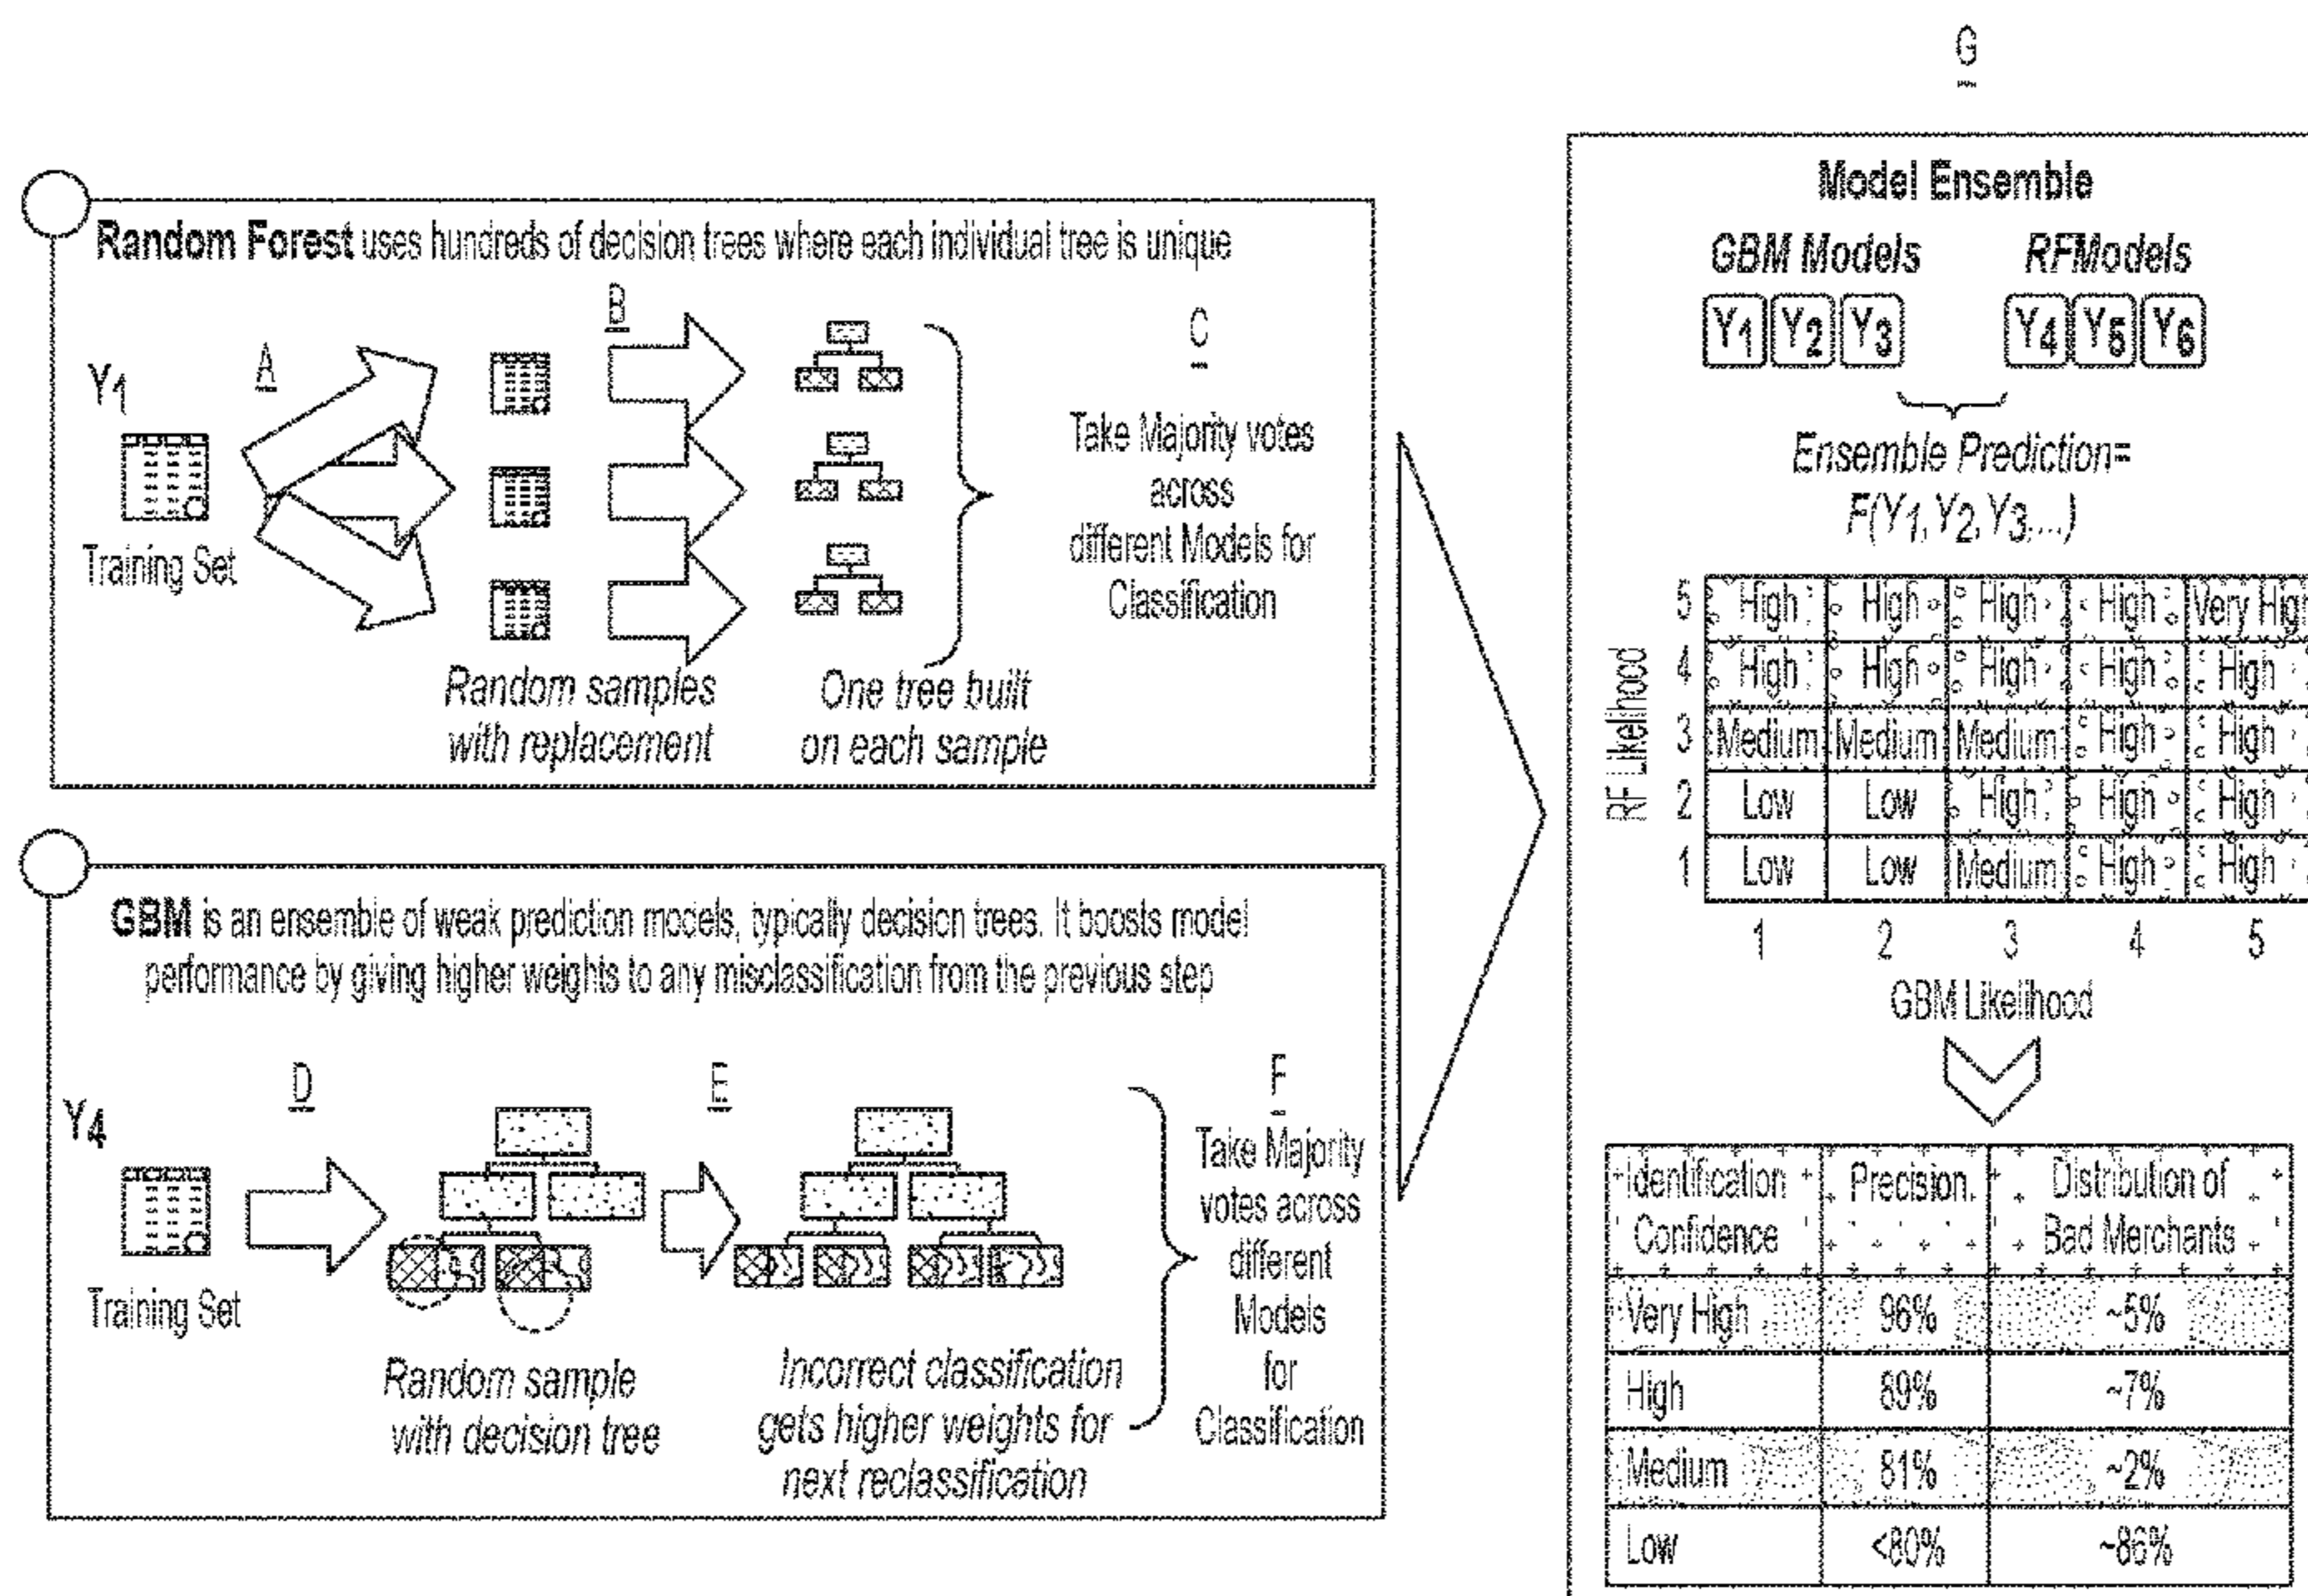 G
Random Forest uses hundreds of decision trees where each individual tree is unique
Y1
A
B
C
Training Set
Random samples
with replacement
One tree built
on each sample
Take Majority votes
across
different Models for
Classification
GBM is an ensemble of weak prediction models, typically decision trees. It boosts model
performance by giving higher weights to any misclassification from the previous step
Y4
D
E
F
Training Set
Random sample
with decision tree
Incorrect classification
gets higher weights for
next reclassification
Take Majority
votes across
different
Models
for
Classification
Model Ensemble
GBM Models RFModels
Y1 Y2 Y3 Y4 Y5 Y6
Ensemble Prediction=
F(Y1, Y2, Y3,...)
RF Likelihood
5 High High High High Very High
4 High High High High High
3 Medium Medium Medium High High
2 Low Low High High High
1 Low Low Medium High High
1 2 3 4 5
GBM Likelihood
Identification Precision Distribution of
Confidence Bad Merchants
Very High 96% ~5%
High 89% ~7%
Medium 81% ~2%
Low <80% ~86%